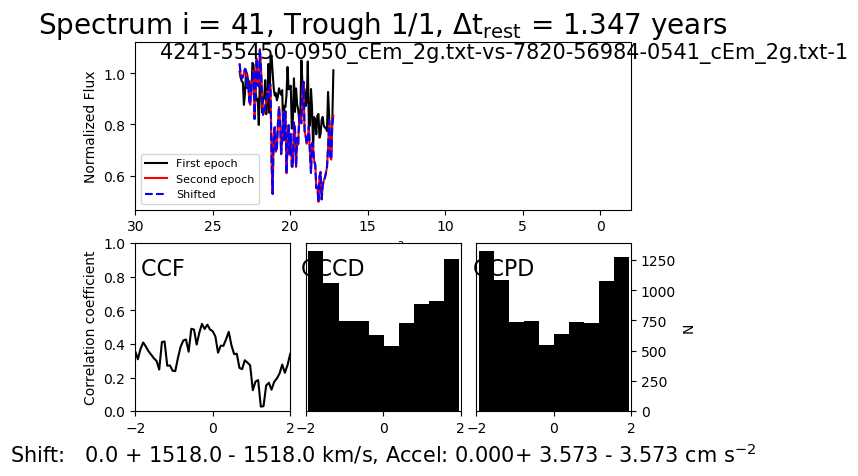 Spectrum i = 41, Trough 1/1, Δt_rest = 1.347 years
4241-55450-0950_cEm_2g.txt-vs-7820-56984-0541_cEm_2g.txt-1
Normalized Flux
1.0
0.8
0.6
First epoch
Second epoch
Shifted
30 25 20 15 10 5 0
Correlation coefficient
1.0
0.8
0.6
0.4
0.2
0.0
CCF
CCCD
CCPD
1250
1000
750
500
250
0
N
−2 0 2
−2 0 2
−2 0 2
Shift: 0.0 + 1518.0 - 1518.0 km/s, Accel: 0.000+ 3.573 - 3.573 cm s⁻²